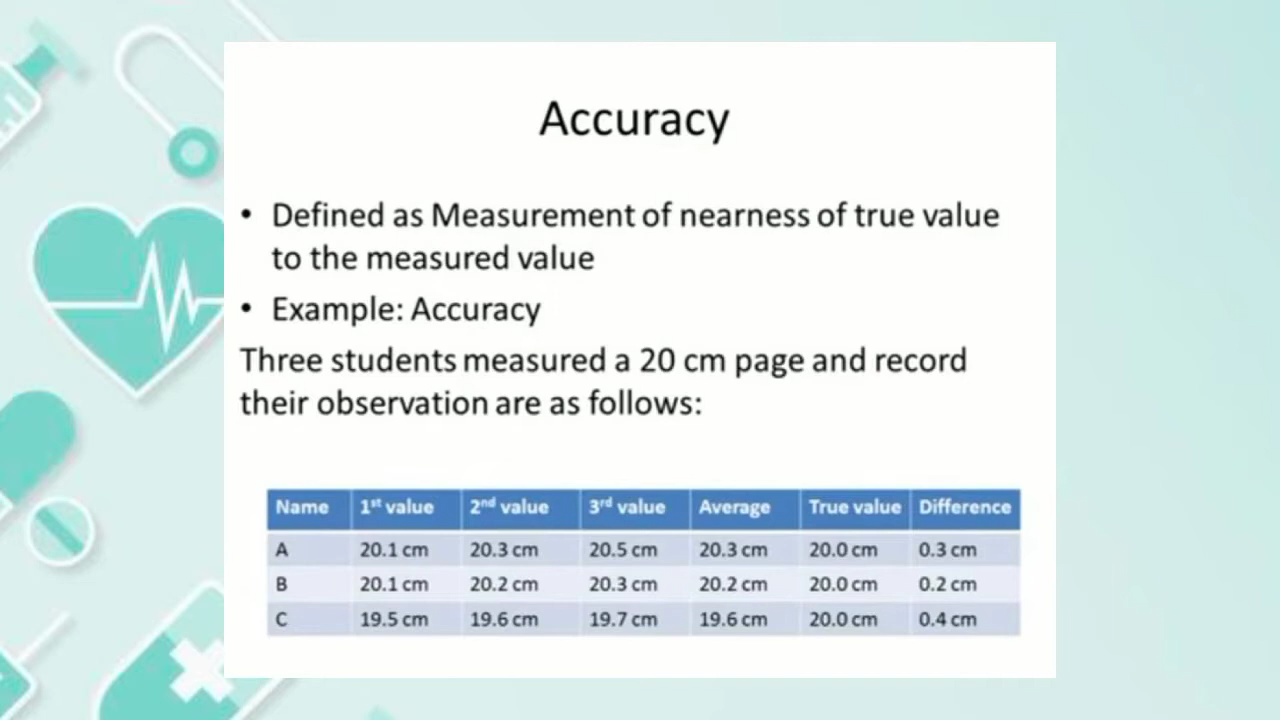 Accuracy
• Defined as Measurement of nearness of true value
to the measured value
• Example: Accuracy
Three students measured a 20 cm page and record
their observation are as follows:
Name 1st value 2nd value 3rd value Average True value Difference
A 20.1 cm 20.3 cm 20.5 cm 20.3 cm 20.0 cm 0.3 cm
B 20.1 cm 20.2 cm 20.3 cm 20.2 cm 20.0 cm 0.2 cm
C 19.5 cm 19.6 cm 19.7 cm 19.6 cm 20.0 cm 0.4 cm